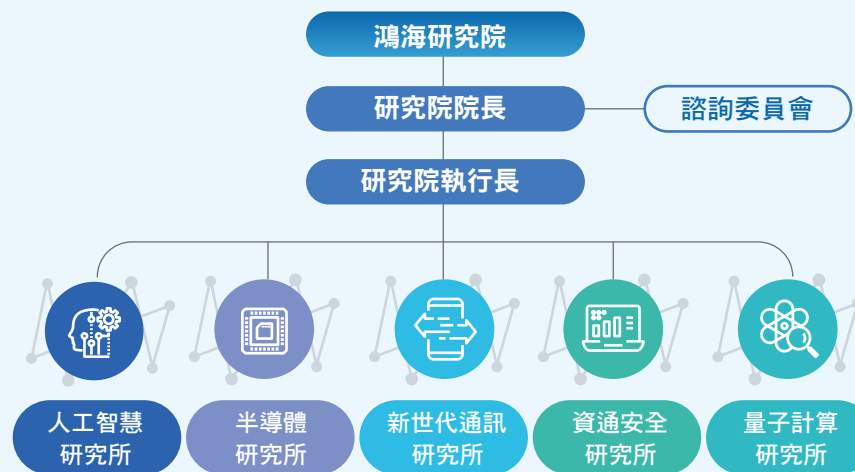 鴻海研究院
研究院院長
諮詢委員會
研究院執行長
人工智慧
研究所
半導體
研究所
新世代通訊
研究所
資通安全
研究所
量子計算
研究所